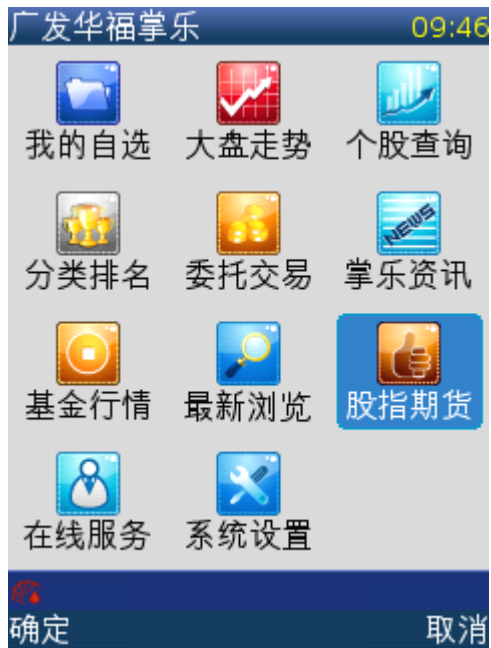 广发华福掌乐 09:46
我的自选 大盘走势 个股查询
NEWS
分类排名 委托交易 掌乐资讯
基金行情 最新浏览 股指期货
在线服务 系统设置
确定 取消